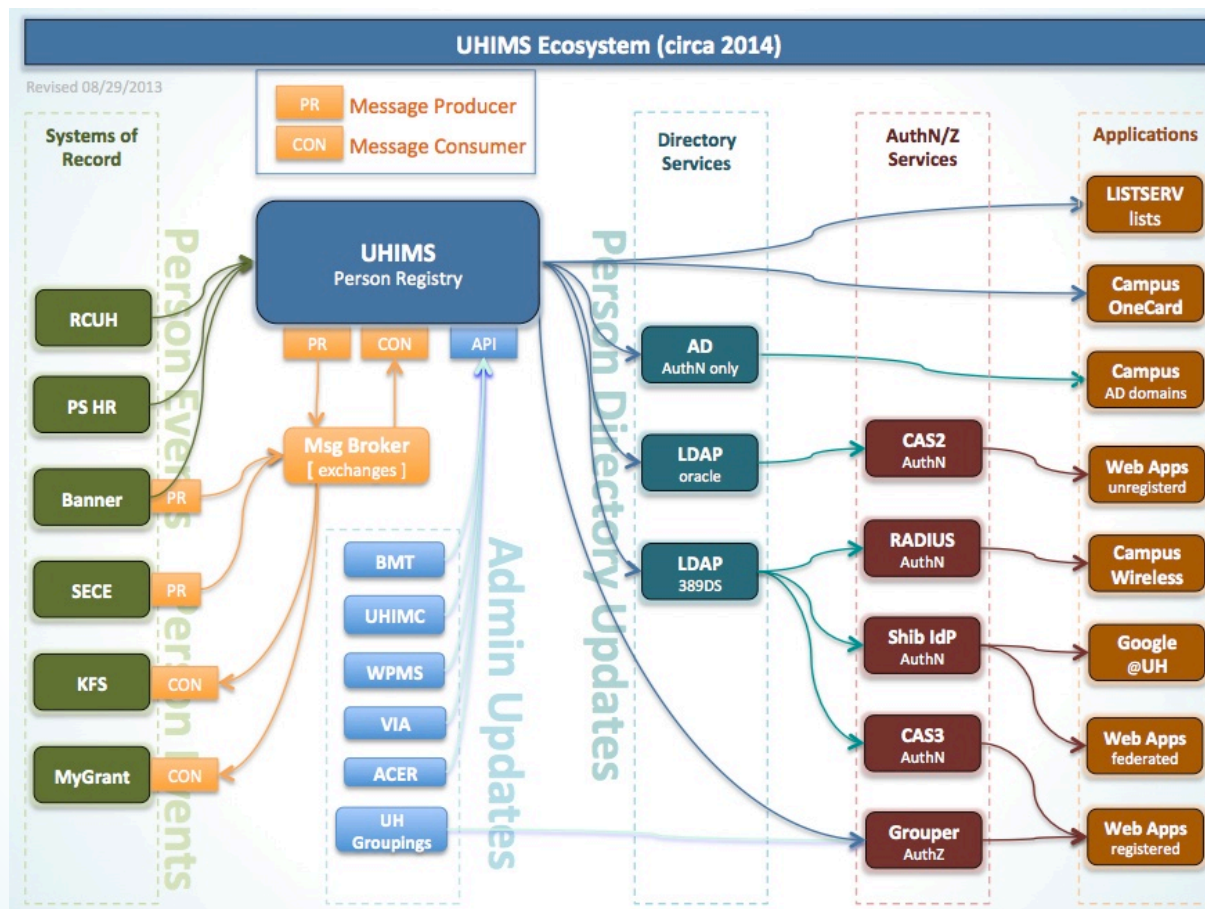 UHIMS Ecosystem (circa 2014)
Revised 08/29/2013
PR Message Producer
CON Message Consumer
Systems of
Record
Directory
Services
AuthN/Z
Services
Applications
Person Events
Person Events
Admin Updates
Person Directory Updates
UHIMS
Person Registry
PR
CON
API
Msg Broker
[ exchanges ]
RCUH
PS HR
Banner
PR
SECE
PR
KFS
CON
MyGrant
CON
BMT
UHIMC
WPMS
VIA
ACER
UH
Groupings
AD
AuthN only
LDAP
oracle
LDAP
389DS
CAS2
AuthN
RADIUS
AuthN
Shib IdP
AuthN
CAS3
AuthN
Grouper
AuthZ
LISTSERV
lists
Campus
OneCard
Campus
AD domains
Web Apps
unregisterd
Campus
Wireless
Google
@UH
Web Apps
federated
Web Apps
registered